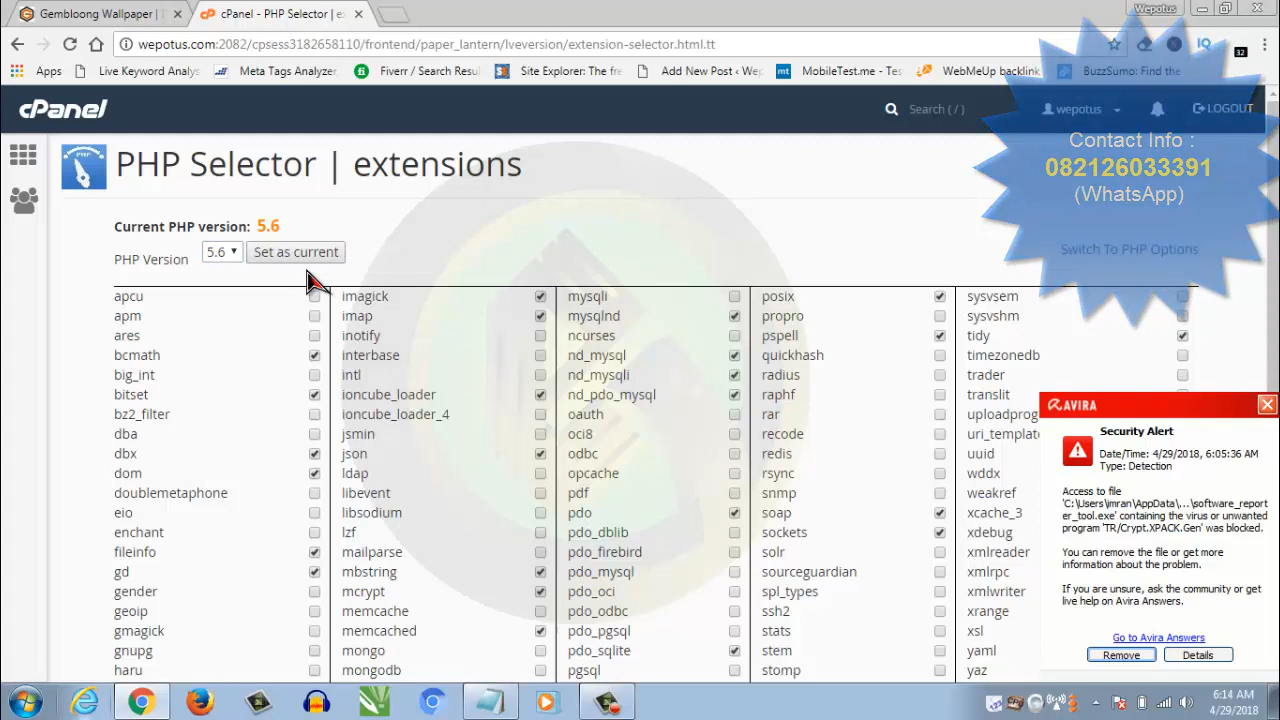 Gembloong Wallpaper |
cPanel - PHP Selector | ex
Wepotus
wepotus.com:2082/cpsess3182658110/frontend/paper_lantern/lveversion/extension-selector.html.tt
32
Apps
Live Keyword Analys
Meta Tags Analyzer,
Fiverr / Search Resu
Site Explorer: The fre
Add New Post ‹ Wep
MobileTest.me - Tes
WebMeUp backlink
BuzzSumo: Find the
cPanel
Search ( / )
wepotus
LOGOUT
Contact Info :
082126033391
(WhatsApp)
PHP Selector | extensions
Current PHP version: 5.6
PHP Version
5.6
Set as current
Switch To PHP Options
apcu
apm
ares
bcmath
big_int
bitset
bz2_filter
dba
dbx
dom
doublemetaphone
eio
enchant
fileinfo
gd
gender
geoip
gmagick
gnupg
haru
imagick
imap
inotify
interbase
intl
ioncube_loader
ioncube_loader_4
jsmin
json
ldap
libevent
libsodium
lzf
mailparse
mbstring
mcrypt
memcache
memcached
mongo
mongodb
mysqli
mysqlnd
ncurses
nd_mysql
nd_mysqli
nd_pdo_mysql
oauth
oci8
odbc
opcache
pdf
pdo
pdo_dblib
pdo_firebird
pdo_mysql
pdo_oci
pdo_odbc
pdo_pgsql
pdo_sqlite
pgsql
posix
propro
pspell
quickhash
radius
raphf
rar
recode
redis
rsync
snmp
soap
sockets
solr
sourceguardian
spl_types
ssh2
stats
stem
stomp
sysvsem
sysvshm
tidy
timezonedb
trader
translit
uploadprog
uri_template
uuid
wddx
weakref
xcache_3
xdebug
xmlreader
xmlrpc
xmlwriter
xrange
xsl
yaml
yaz
AVIRA
Security Alert
Date/Time: 4/29/2018, 6:05:36 AM
Type: Detection
Access to file
'C:\Users\imran\AppData\...\software_report
er_tool.exe' containing the virus or unwanted
program 'TR/Crypt.XPACK.Gen' was blocked.
You can remove the file or get more
information about the problem.
If you are unsure, ask the community or get
live help on Avira Answers.
Go to Avira Answers
Remove
Details
6:14 AM
4/29/2018